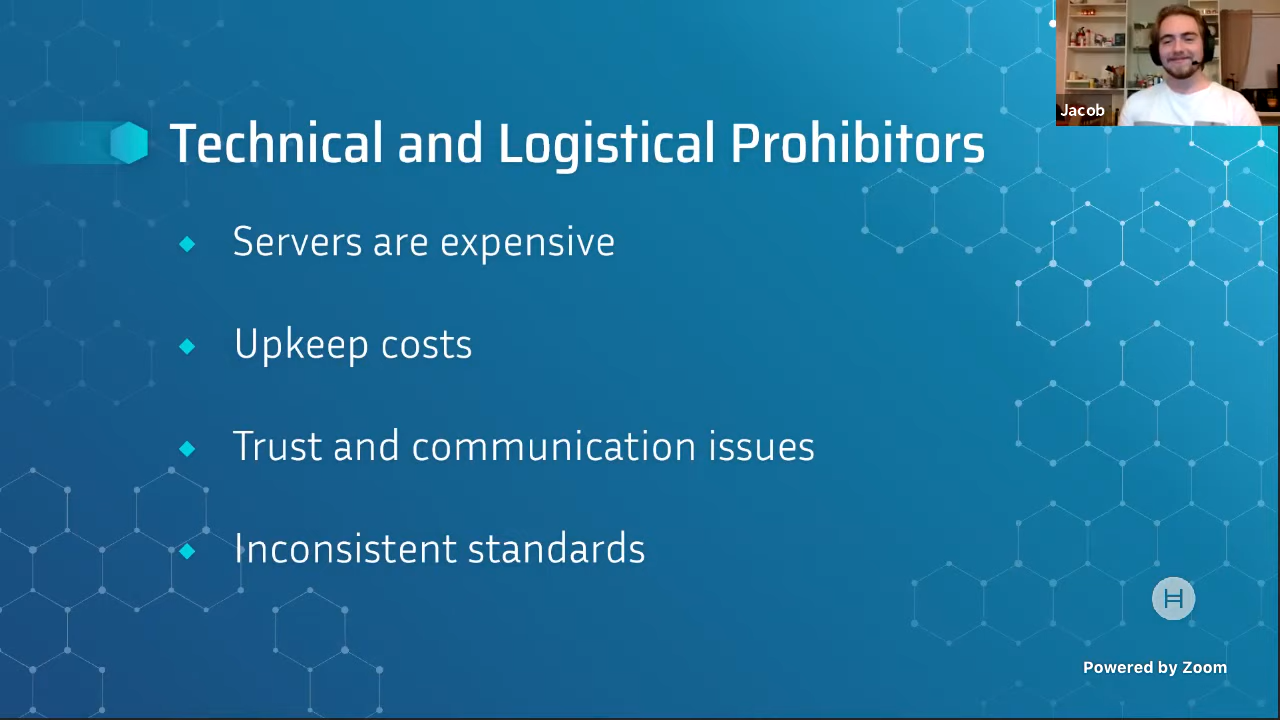 Jacob
Technical and Logistical Prohibitors
Servers are expensive
Upkeep costs
Trust and communication issues
Inconsistent standards
Powered by Zoom